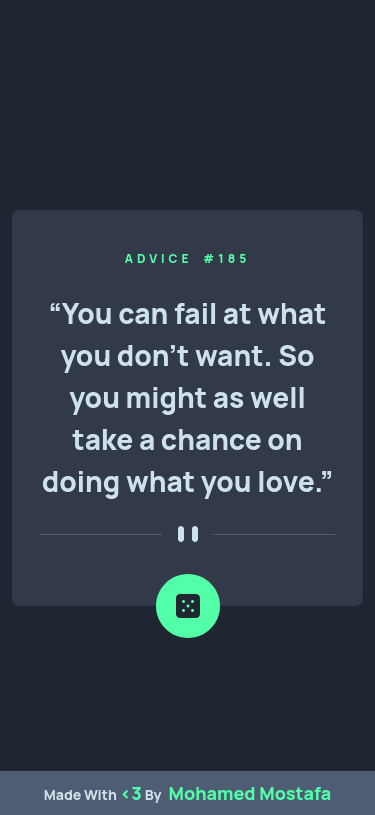 ADVICE #185
“You can fail at what
you don’t want. So
you might as well
take a chance on
doing what you love.”
Made With <3 By Mohamed Mostafa